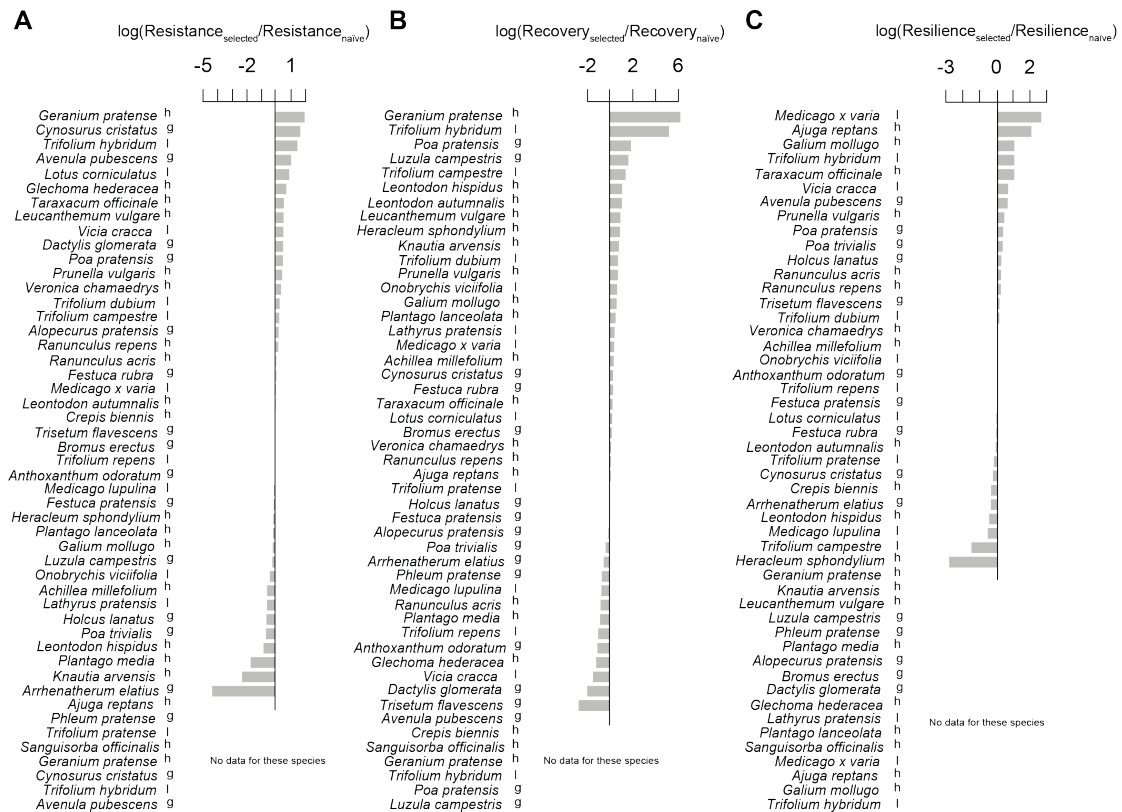 A
log(Resistanceselected/Resistancenaïve)
-5 -2 1
Geranium pratense h
Cynosurus cristatus g
Trifolium hybridum l
Avenula pubescens g
Lotus corniculatus l
Glechoma hederacea h
Taraxacum officinale h
Leucanthemum vulgare h
Vicia cracca l
Dactylis glomerata g
Poa pratensis g
Prunella vulgaris h
Veronica chamaedrys h
Trifolium dubium l
Trifolium campestre l
Alopecurus pratensis g
Ranunculus repens h
Ranunculus acris h
Festuca rubra g
Medicago x varia l
Leontodon autumnalis h
Crepis biennis h
Trisetum flavescens g
Bromus erectus g
Trifolium repens l
Anthoxanthum odoratum g
Medicago lupulina l
Festuca pratensis g
Heracleum sphondylium h
Plantago lanceolata h
Galium mollugo h
Luzula campestris g
Onobrychis viciifolia l
Achillea millefolium h
Lathyrus pratensis l
Holcus lanatus g
Poa trivialis g
Leontodon hispidus h
Plantago media h
Knautia arvensis h
Arrhenatherum elatius g
Ajuga reptans h
Phleum pratense g
Trifolium pratense l
Sanguisorba officinalis h
Geranium pratense h
Cynosurus cristatus g
Trifolium hybridum l
Avenula pubescens g
No data for these species
B
log(Recoveryselected/Recoverynaïve)
-2 2 6
Geranium pratense h
Trifolium hybridum l
Poa pratensis g
Luzula campestris g
Trifolium campestre l
Leontodon hispidus h
Leontodon autumnalis h
Leucanthemum vulgare h
Heracleum sphondylium h
Knautia arvensis h
Trifolium dubium l
Prunella vulgaris h
Onobrychis viciifolia l
Galium mollugo h
Plantago lanceolata h
Lathyrus pratensis l
Medicago x varia l
Achillea millefolium h
Cynosurus cristatus g
Festuca rubra g
Taraxacum officinale h
Lotus corniculatus l
Bromus erectus g
Veronica chamaedrys h
Ranunculus repens h
Ajuga reptans h
Trifolium pratense l
Holcus lanatus g
Festuca pratensis g
Alopecurus pratensis g
Poa trivialis g
Arrhenatherum elatius g
Phleum pratense g
Medicago lupulina l
Ranunculus acris h
Plantago media h
Trifolium repens l
Anthoxanthum odoratum g
Glechoma hederacea h
Vicia cracca l
Dactylis glomerata g
Trisetum flavescens g
Avenula pubescens g
Crepis biennis h
Sanguisorba officinalis h
Geranium pratense h
Trifolium hybridum l
Poa pratensis g
Luzula campestris g
No data for these species
C
log(Resilienceselected/Resiliencenaïve)
-3 0 2
Medicago x varia l
Ajuga reptans h
Galium mollugo h
Trifolium hybridum l
Taraxacum officinale h
Vicia cracca l
Avenula pubescens g
Prunella vulgaris h
Poa pratensis g
Poa trivialis g
Holcus lanatus g
Ranunculus acris h
Ranunculus repens h
Trisetum flavescens g
Trifolium dubium l
Veronica chamaedrys h
Achillea millefolium h
Onobrychis viciifolia l
Anthoxanthum odoratum g
Trifolium repens l
Festuca pratensis g
Lotus corniculatus l
Festuca rubra g
Leontodon autumnalis h
Trifolium pratense l
Cynosurus cristatus g
Crepis biennis h
Arrhenatherum elatius g
Leontodon hispidus h
Medicago lupulina l
Trifolium campestre l
Heracleum sphondylium h
Geranium pratense h
Knautia arvensis h
Leucanthemum vulgare h
Luzula campestris g
Phleum pratense g
Plantago media h
Alopecurus pratensis g
Bromus erectus g
Dactylis glomerata g
Glechoma hederacea h
Lathyrus pratensis l
Plantago lanceolata h
Sanguisorba officinalis h
Medicago x varia l
Ajuga reptans h
Galium mollugo h
Trifolium hybridum l
No data for these species